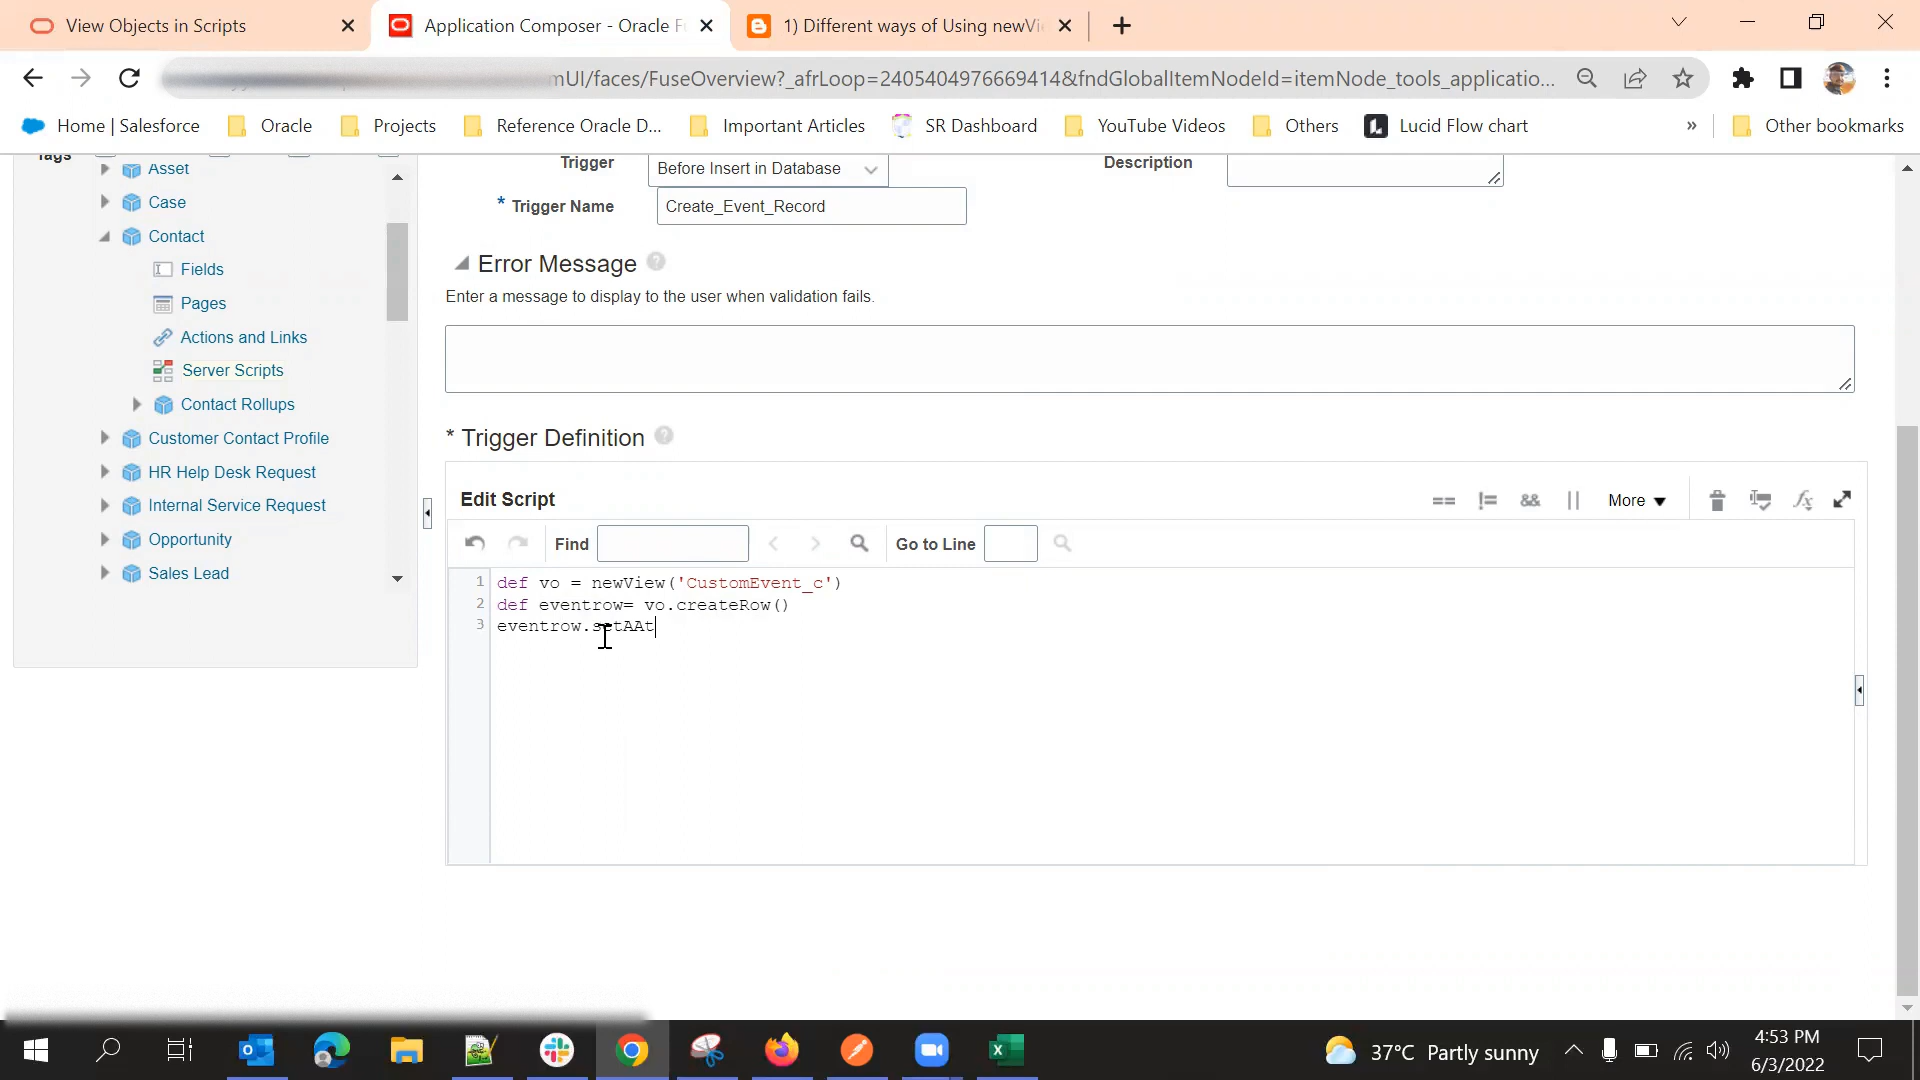 View Objects in Scripts
Application Composer - Oracle F
1) Different ways of Using newVi
mUI/faces/FuseOverview?_afrLoop=2405404976669414&fndGlobalItemNodeId=itemNode_tools_applicatio...
Home | Salesforce
Oracle
Projects
Reference Oracle D...
Important Articles
SR Dashboard
YouTube Videos
Others
Lucid Flow chart
»
Other bookmarks
Tags
Asset
Case
Contact
Fields
Pages
Actions and Links
Server Scripts
Contact Rollups
Customer Contact Profile
HR Help Desk Request
Internal Service Request
Opportunity
Sales Lead
Trigger
Before Insert in Database
Description
* Trigger Name
Create_Event_Record
Error Message
Enter a message to display to the user when validation fails.
* Trigger Definition
Edit Script
== != && || More
Find
Go to Line
1 def vo = newView('CustomEvent_c')
2 def eventrow= vo.createRow()
3 eventrow.setAAt
37°C Partly sunny
4:53 PM
6/3/2022